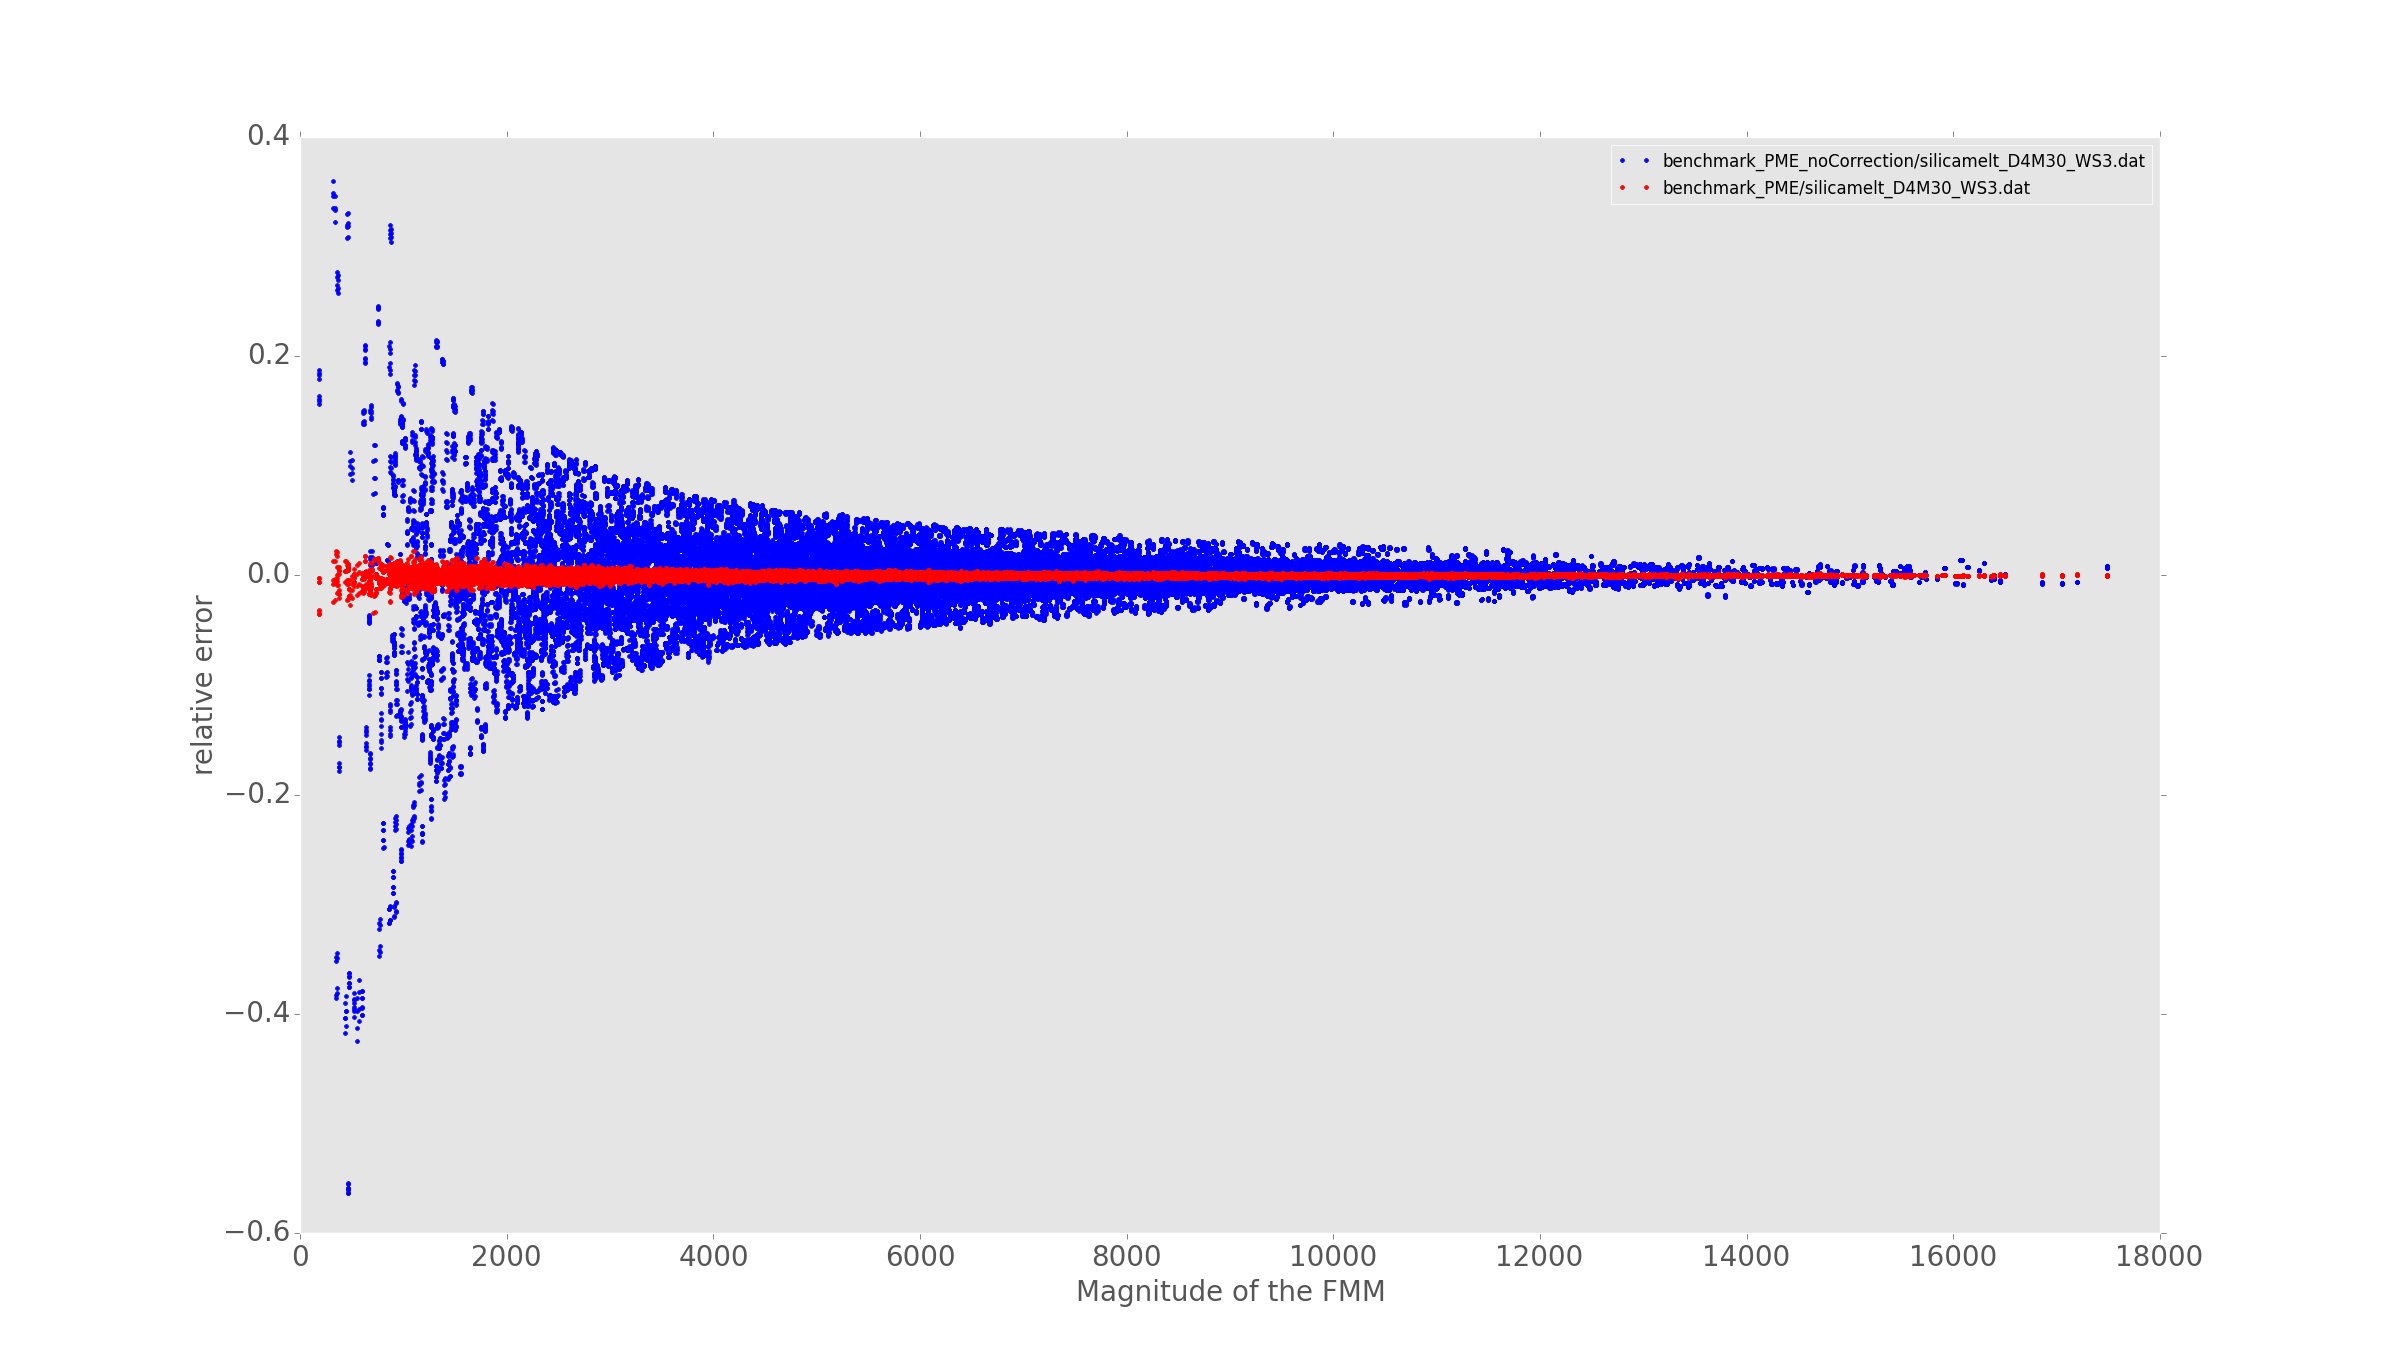 0.4
0.2
0.0
−0.2
−0.4
−0.6
relative error
benchmark_PME_noCorrection/silicamelt_D4M30_WS3.dat
benchmark_PME/silicamelt_D4M30_WS3.dat
0 2000 4000 6000 8000 10000 12000 14000 16000 18000
Magnitude of the FMM